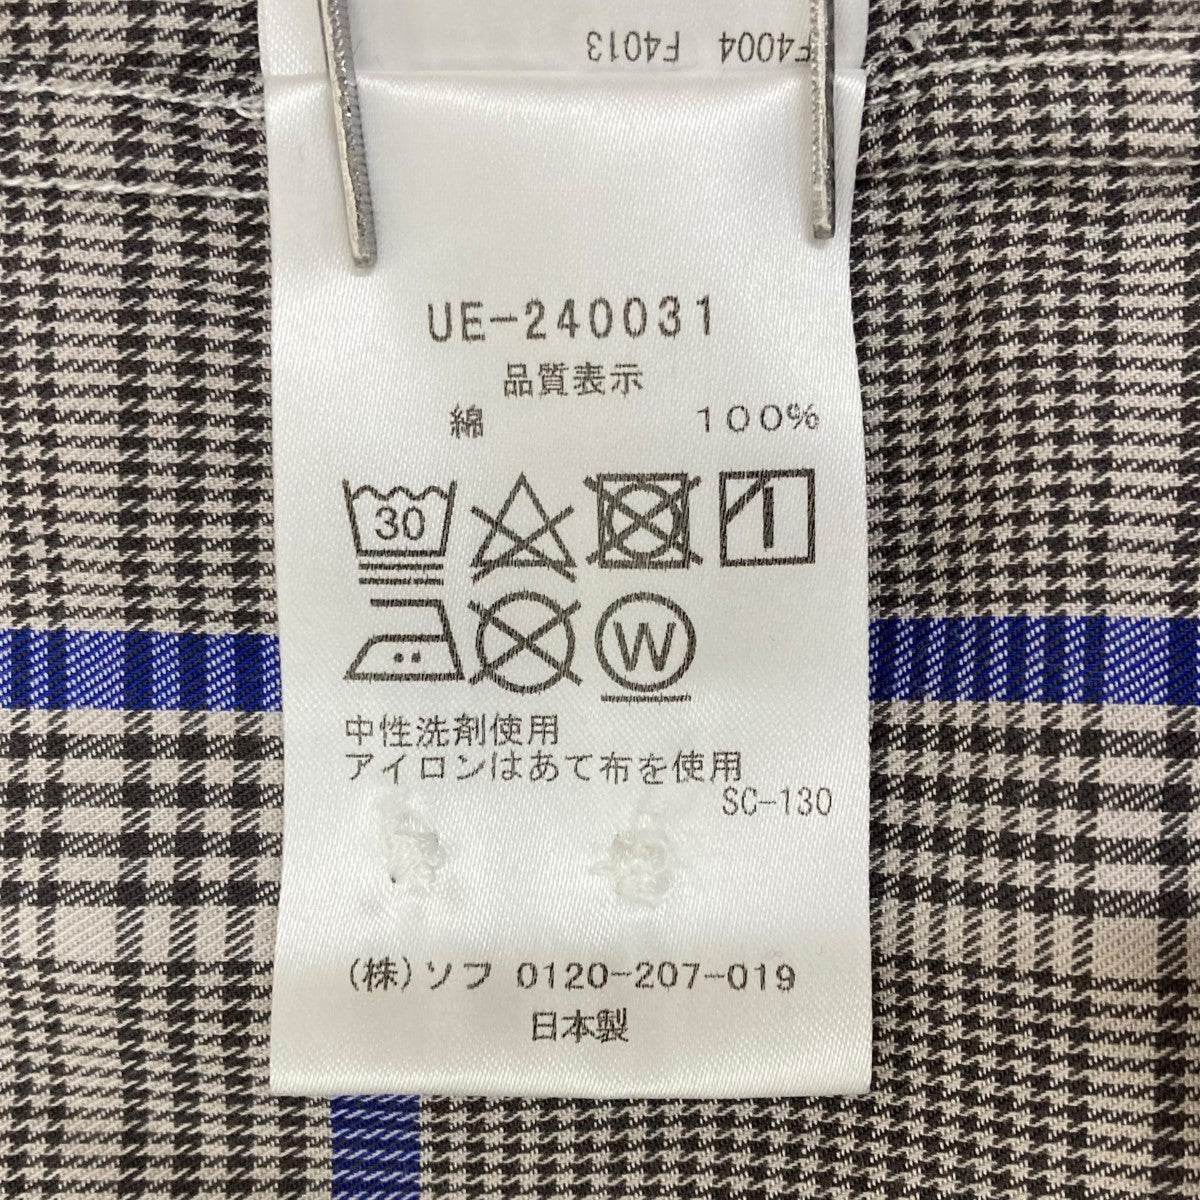 F4004 F4013
UE-240031
品質表示
綿 100%
30
W
中性洗剤使用
アイロンはあて布を使用
SC-130
(株)ソフ 0120-207-019
日本製